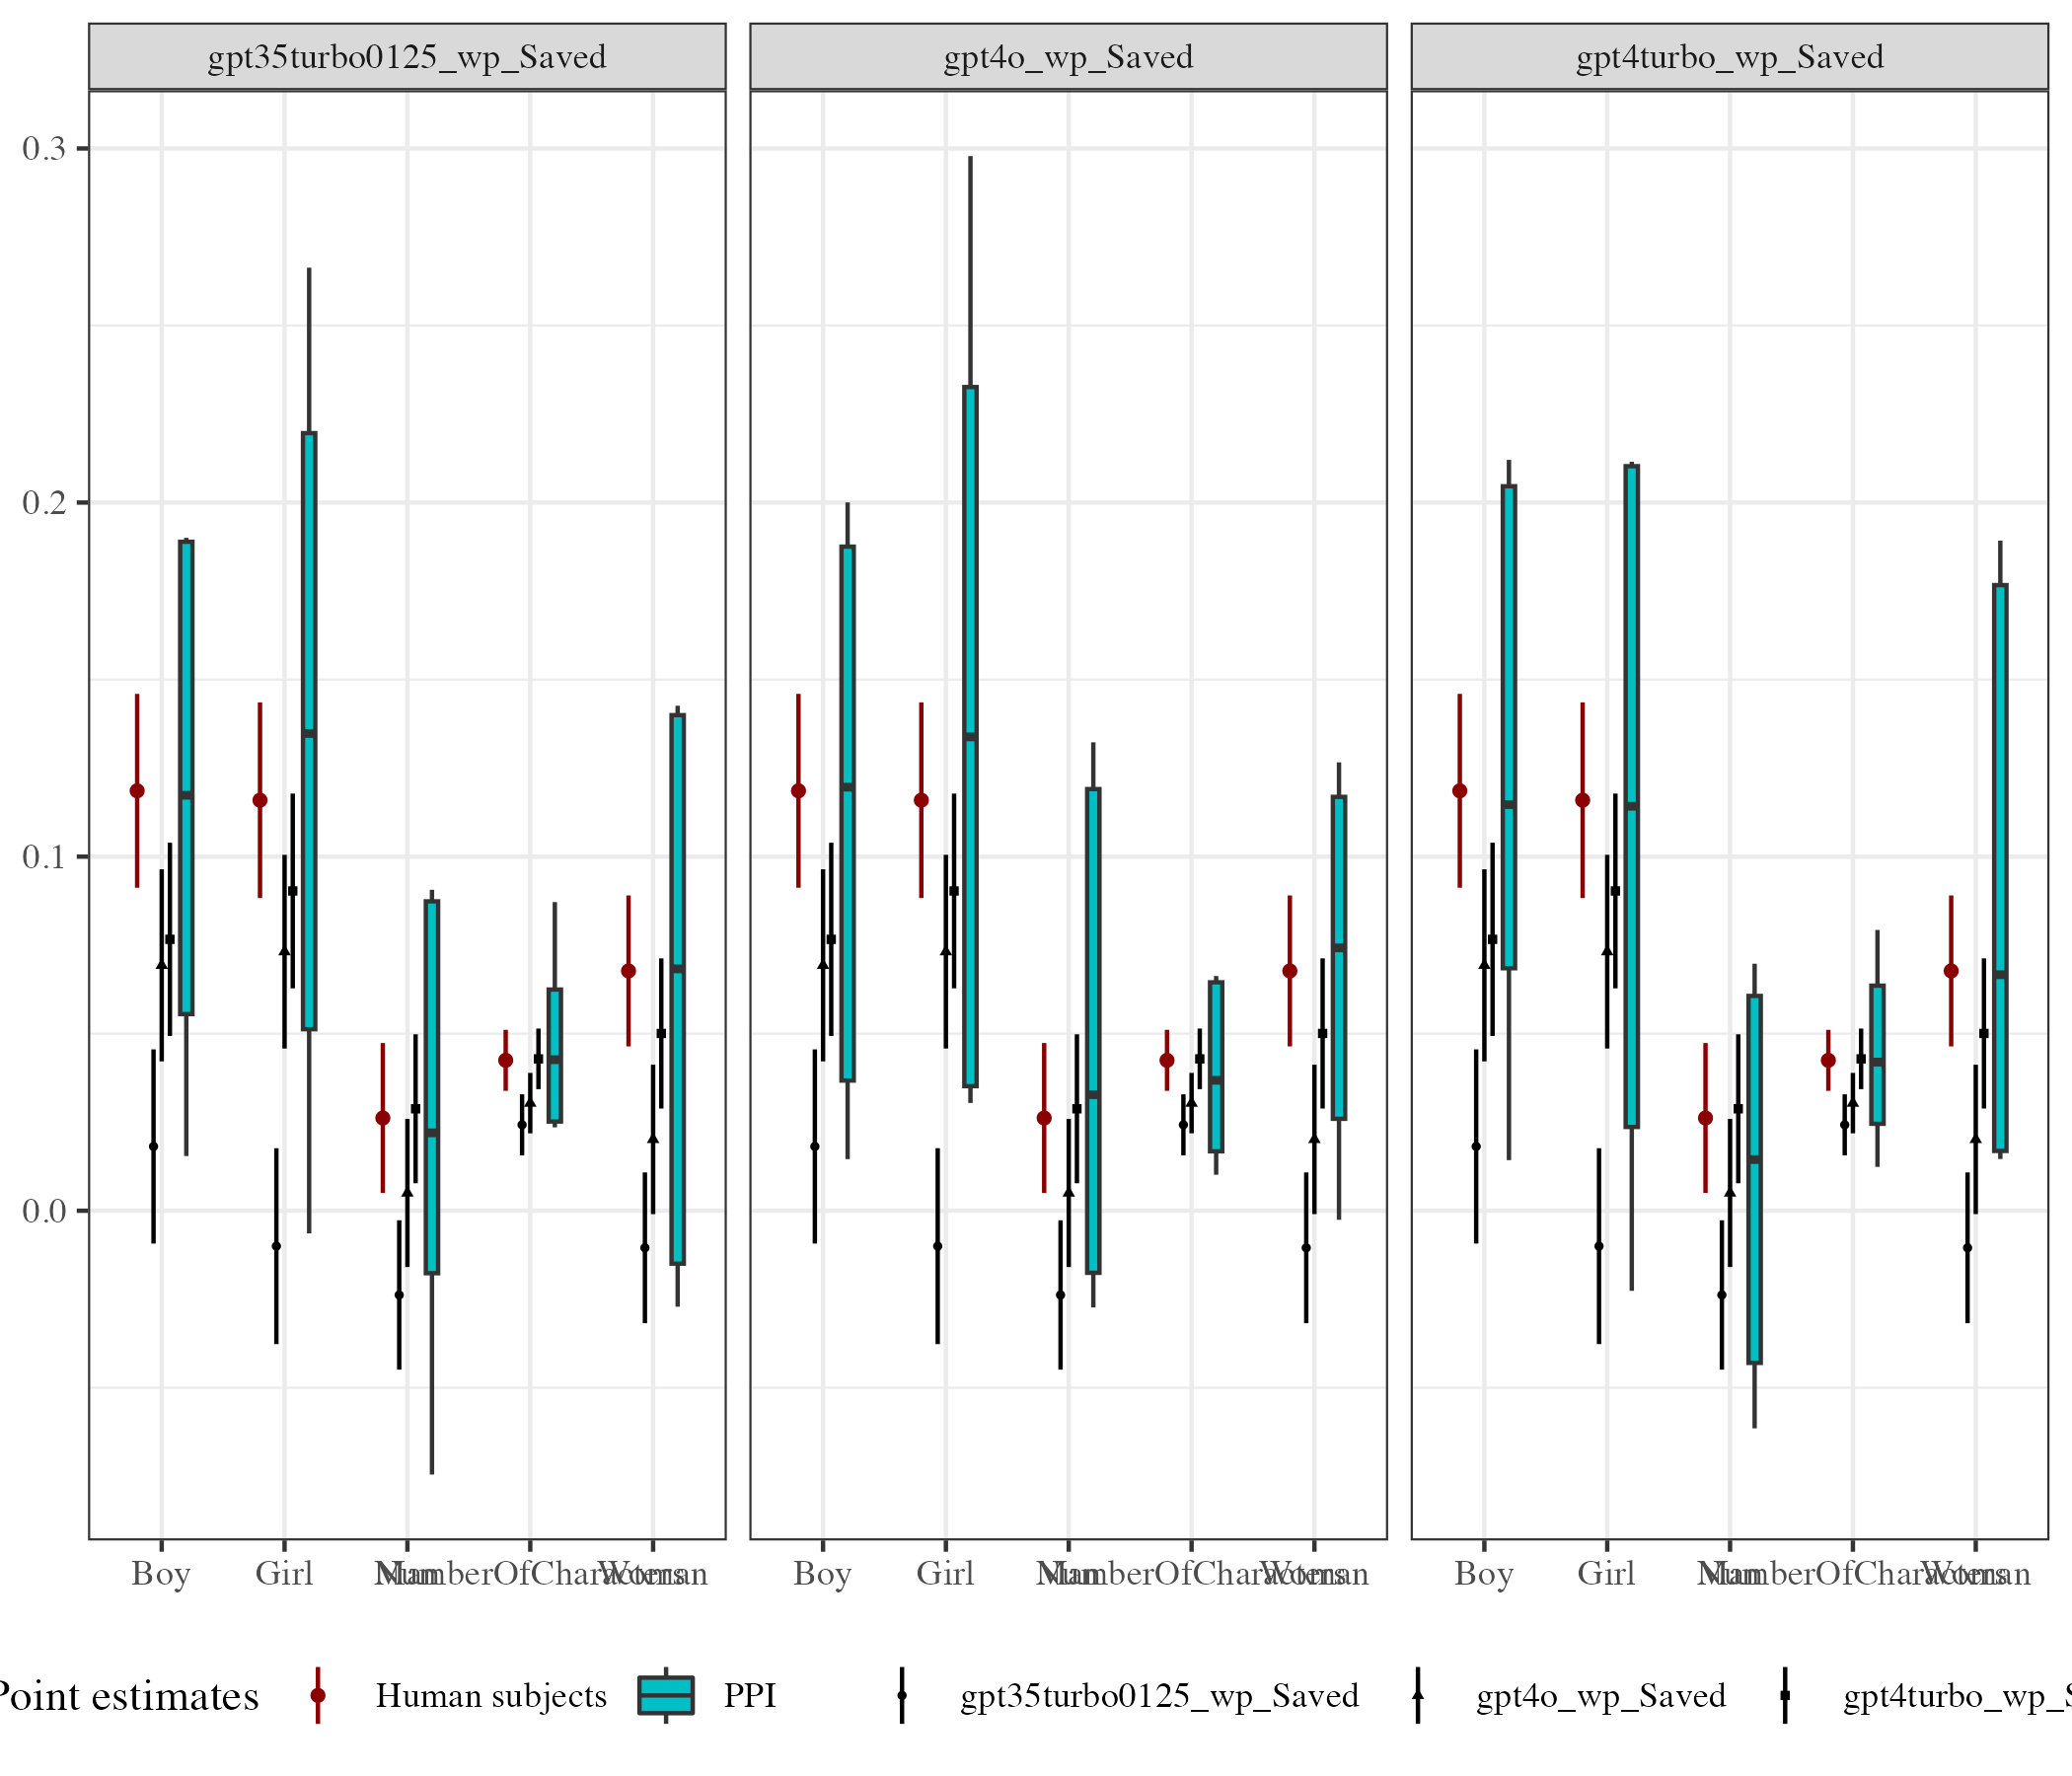 gpt35turbo0125_wp_Saved gpt4o_wp_Saved gpt4turbo_wp_Saved
0.3
0.2
0.1
0.0
Boy Girl Man NumberOfCharacters Woman Boy Girl Man NumberOfCharacters Woman Boy Girl Man NumberOfCharacters Woman
Point estimates Human subjects PPI gpt35turbo0125_wp_Saved gpt4o_wp_Saved gpt4turbo_wp_S